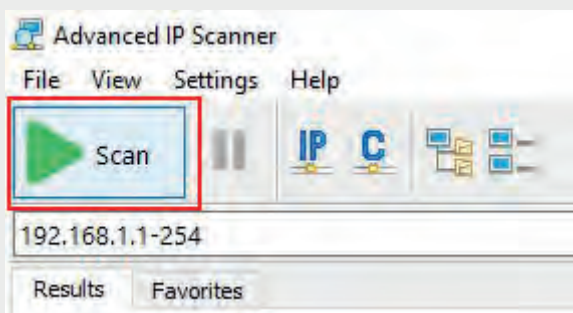 Advanced IP Scanner
File View Settings Help
Scan IP C
192.168.1.1-254
Results Favorites